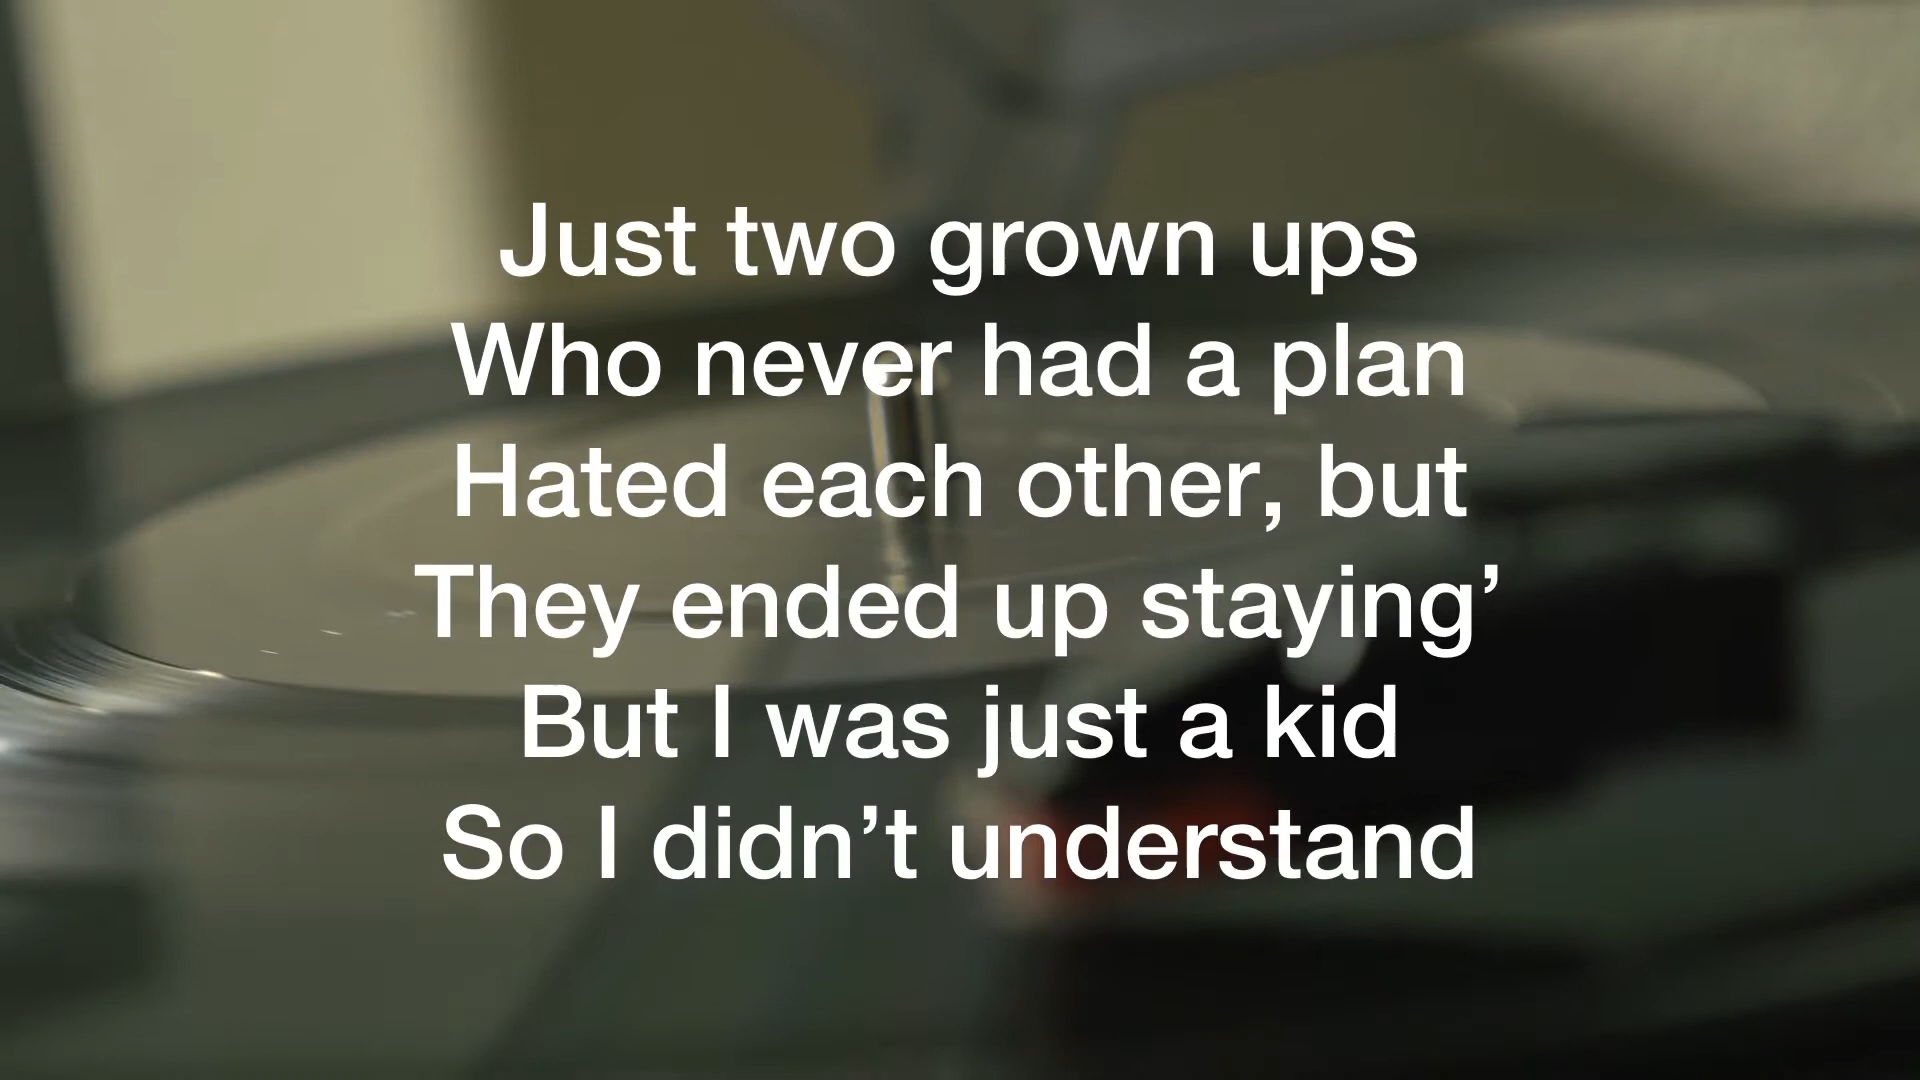 Just two grown ups
Who never had a plan
Hated each other, but
They ended up staying’
But I was just a kid
So I didn’t understand